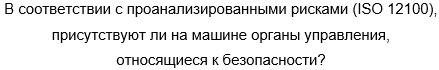 В соответствии с проанализированными рисками (ISO 12100),
присутствуют ли на машине органы управления,
относящиеся к безопасности?